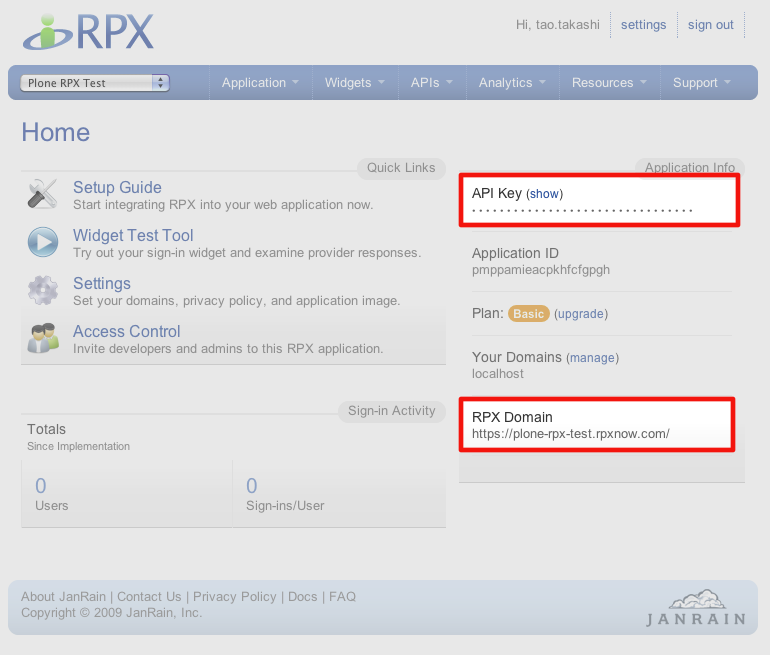 RPX
Hi, tao.takashi settings sign out
Plone RPX Test Application Widgets APIs Analytics Resources Support
Home
Quick Links
Setup Guide
Start integrating RPX into your web application now.
Widget Test Tool
Try out your sign-in widget and examine provider responses.
Settings
Set your domains, privacy policy, and application image.
Access Control
Invite developers and admins to this RPX application.
Application Info
API Key (show)
................................
Application ID
pmppamieacpkhfcfgpgh
Plan: Basic (upgrade)
Your Domains (manage)
localhost
RPX Domain
https://plone-rpx-test.rpxnow.com/
Sign-in Activity
Totals
Since Implementation
0
Users
0
Sign-ins/User
About JanRain | Contact Us | Privacy Policy | Docs | FAQ
Copyright © 2009 JanRain, Inc.
JANRAIN